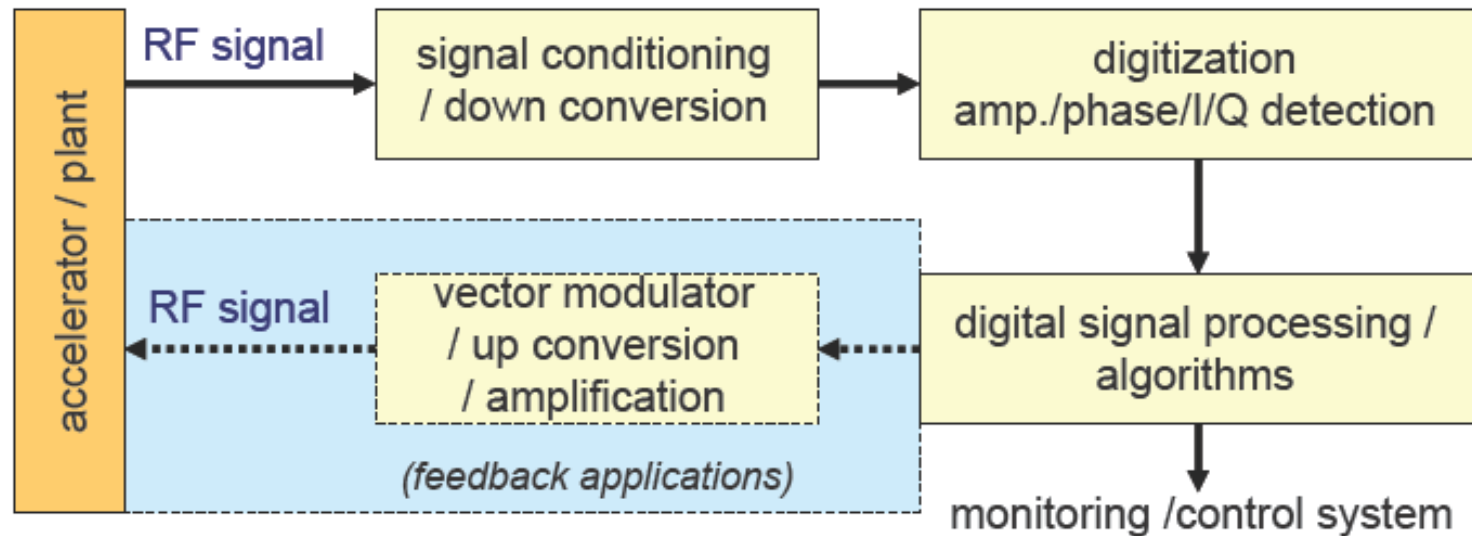 accelerator / plant
RF signal
signal conditioning
/ down conversion
digitization
amp./phase/I/Q detection
RF signal
vector modulator
/ up conversion
/ amplification
digital signal processing /
algorithms
(feedback applications)
monitoring /control system